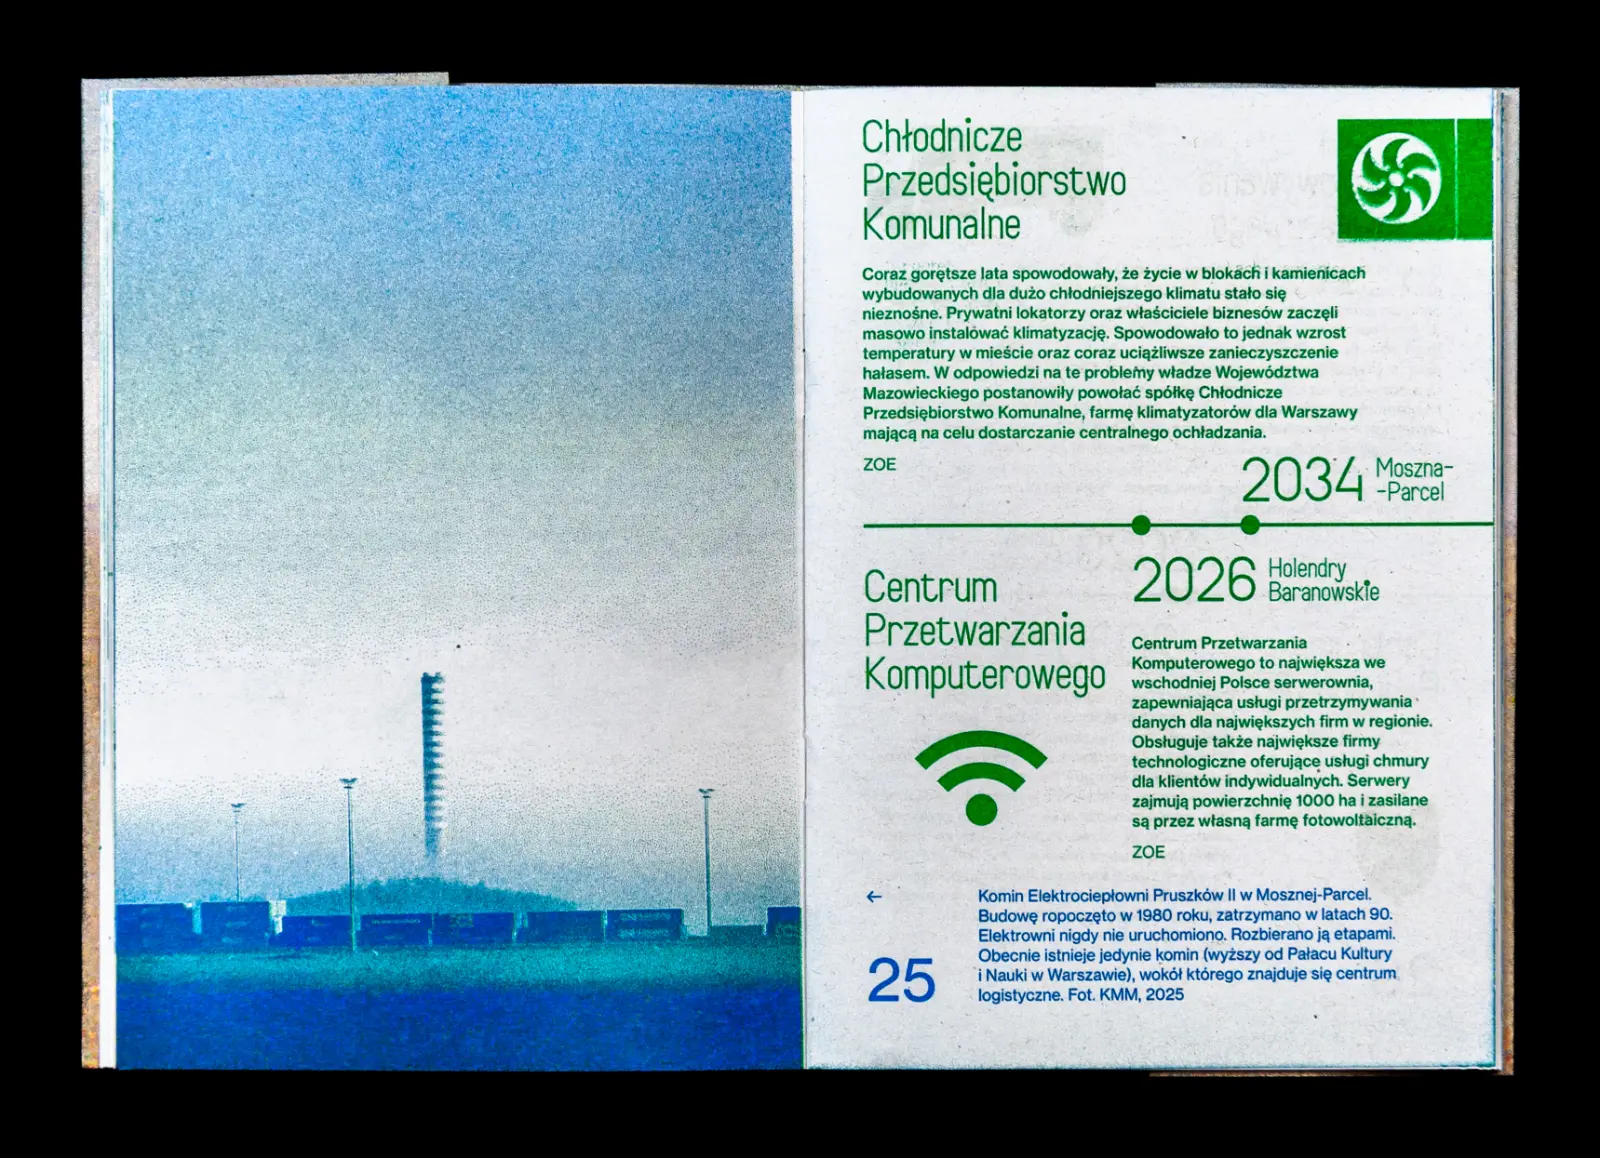 Chłodnicze
Przedsiębiorstwo
Komunalne
Coraz gorętsze lata spowodowały, że życie w blokach i kamienicach
wybudowanych dla dużo chłodniejszego klimatu stało się
nieznośne. Prywatni lokatorzy oraz właściciele biznesów zaczęli
masowo instalować klimatyzację. Spowodowało to jednak wzrost
temperatury w mieście oraz coraz uciążliwsze zanieczyszczenie
hałasem. W odpowiedzi na te problemy władze Województwa
Mazowieckiego postanowiły powołać spółkę Chłodnicze
Przedsiębiorstwo Komunalne, farmę klimatyzatorów dla Warszawy
mającą na celu dostarczanie centralnego ochładzania.
ZOE
2034 Moszna-
-Parcel
2026 Holendry
Baranowskie
Centrum
Przetwarzania
Komputerowego
Centrum Przetwarzania
Komputerowego to największa we
wschodniej Polsce serwerownia,
zapewniająca usługi przetrzymywania
danych dla największych firm w regionie.
Obsługuje także największe firmy
technologiczne oferujące usługi chmury
dla klientów indywidualnych. Serwery
zajmują powierzchnię 1000 ha i zasilane
są przez własną farmę fotowoltaiczną.
ZOE
← Komin Elektrociepłowni Pruszków II w Mosznej-Parcel.
Budowę ropoczęto w 1980 roku, zatrzymano w latach 90.
Elektrowni nigdy nie uruchomiono. Rozbierano ją etapami.
Obecnie istnieje jedynie komin (wyższy od Pałacu Kultury
i Nauki w Warszawie), wokół którego znajduje się centrum
logistyczne. Fot. KMM, 2025
25